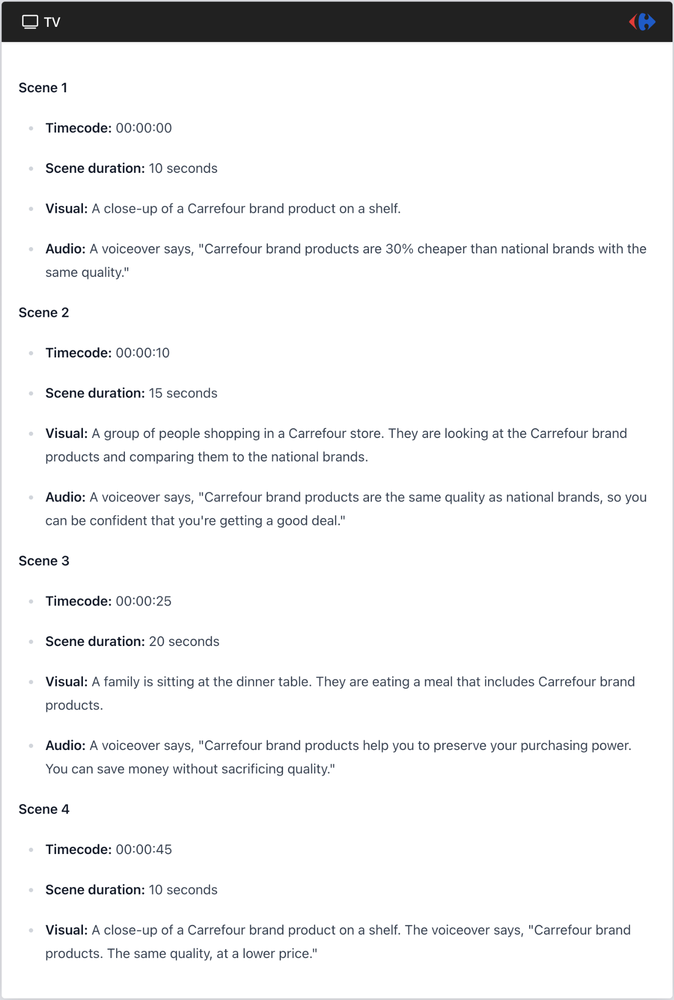 TV
Scene 1
Timecode: 00:00:00
Scene duration: 10 seconds
Visual: A close-up of a Carrefour brand product on a shelf.
Audio: A voiceover says, "Carrefour brand products are 30% cheaper than national brands with the
same quality."
Scene 2
Timecode: 00:00:10
Scene duration: 15 seconds
Visual: A group of people shopping in a Carrefour store. They are looking at the Carrefour brand
products and comparing them to the national brands.
Audio: A voiceover says, "Carrefour brand products are the same quality as national brands, so you
can be confident that you're getting a good deal."
Scene 3
Timecode: 00:00:25
Scene duration: 20 seconds
Visual: A family is sitting at the dinner table. They are eating a meal that includes Carrefour brand
products.
Audio: A voiceover says, "Carrefour brand products help you to preserve your purchasing power.
You can save money without sacrificing quality."
Scene 4
Timecode: 00:00:45
Scene duration: 10 seconds
Visual: A close-up of a Carrefour brand product on a shelf. The voiceover says, "Carrefour brand
products. The same quality, at a lower price."